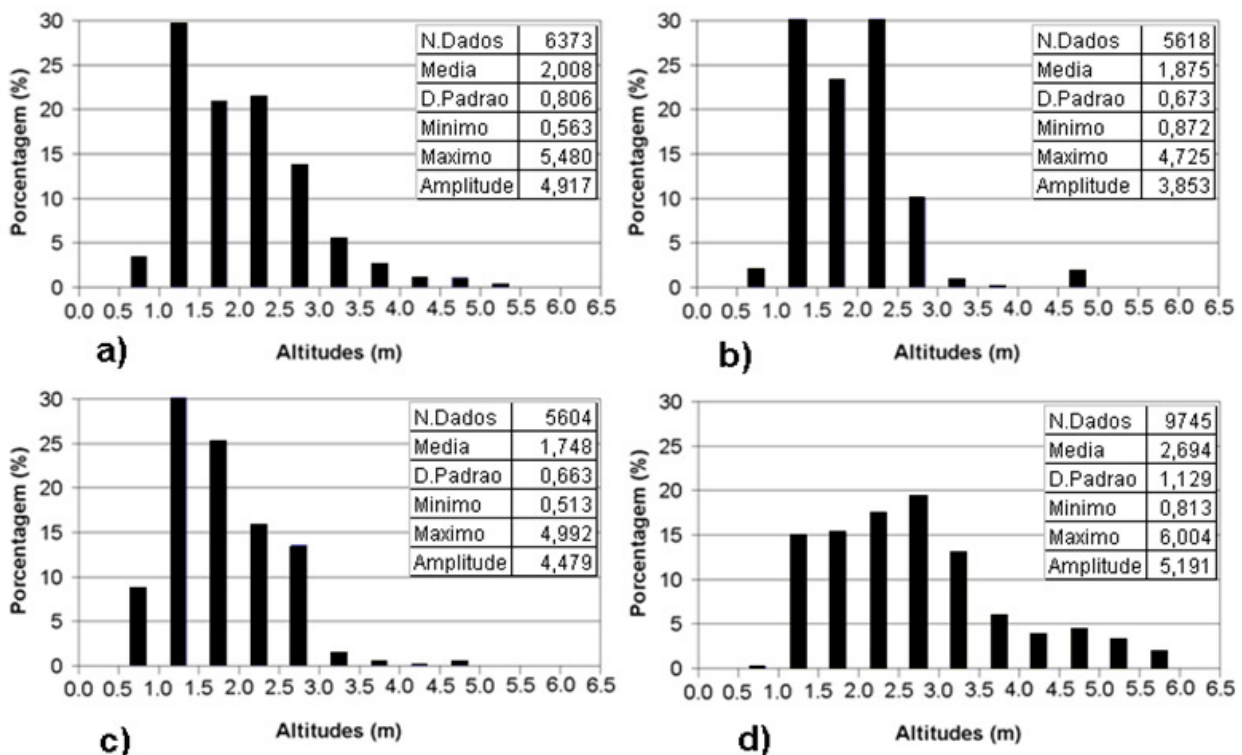 30
25
20
15
10
5
0
Porcentagem (%)
N.Dados 6373
Media 2,008
D.Padrao 0,806
Minimo 0,563
Maximo 5,480
Amplitude 4,917
0.0 0.5 1.0 1.5 2.0 2.5 3.0 3.5 4.0 4.5 5.0 5.5 6.0 6.5
a) Altitudes (m)
30
25
20
15
10
5
0
Porcentagem (%)
N.Dados 5618
Media 1,875
D.Padrao 0,673
Minimo 0,872
Maximo 4,725
Amplitude 3,853
0.0 0.5 1.0 1.5 2.0 2.5 3.0 3.5 4.0 4.5 5.0 5.5 6.0 6.5
b) Altitudes (m)
30
25
20
15
10
5
0
Porcentagem (%)
N.Dados 5604
Média 1,748
D.Padrao 0,663
Minimo 0,513
Maximo 4,992
Amplitude 4,479
0.0 0.5 1.0 1.5 2.0 2.5 3.0 3.5 4.0 4.5 5.0 5.5 6.0 6.5
c) Altitudes (m)
30
25
20
15
10
5
0
Porcentagem (%)
N.Dados 9745
Média 2,694
D.Padrao 1,129
Minimo 0,813
Maximo 6,004
Amplitude 5,191
0.0 0.5 1.0 1.5 2.0 2.5 3.0 3.5 4.0 4.5 5.0 5.5 6.0 6.5
d) Altitudes (m)